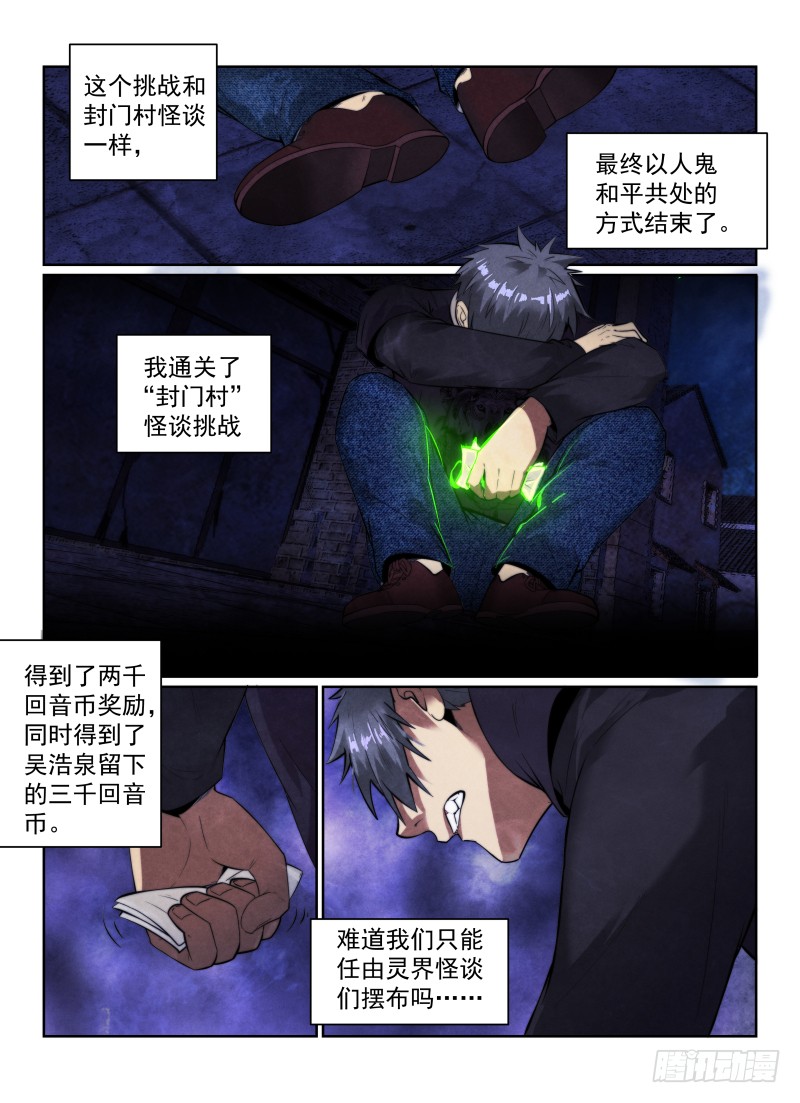 这个挑战和
封门村怪谈
一样，
最终以人鬼
和平共处的
方式结束了。
我通关了
“封门村”
怪谈挑战
得到了两千
回音币奖励，
同时得到了
吴浩泉留下
的三千回音
币。
难道我们只能
任由灵界怪谈
们摆布吗……
腾讯动漫